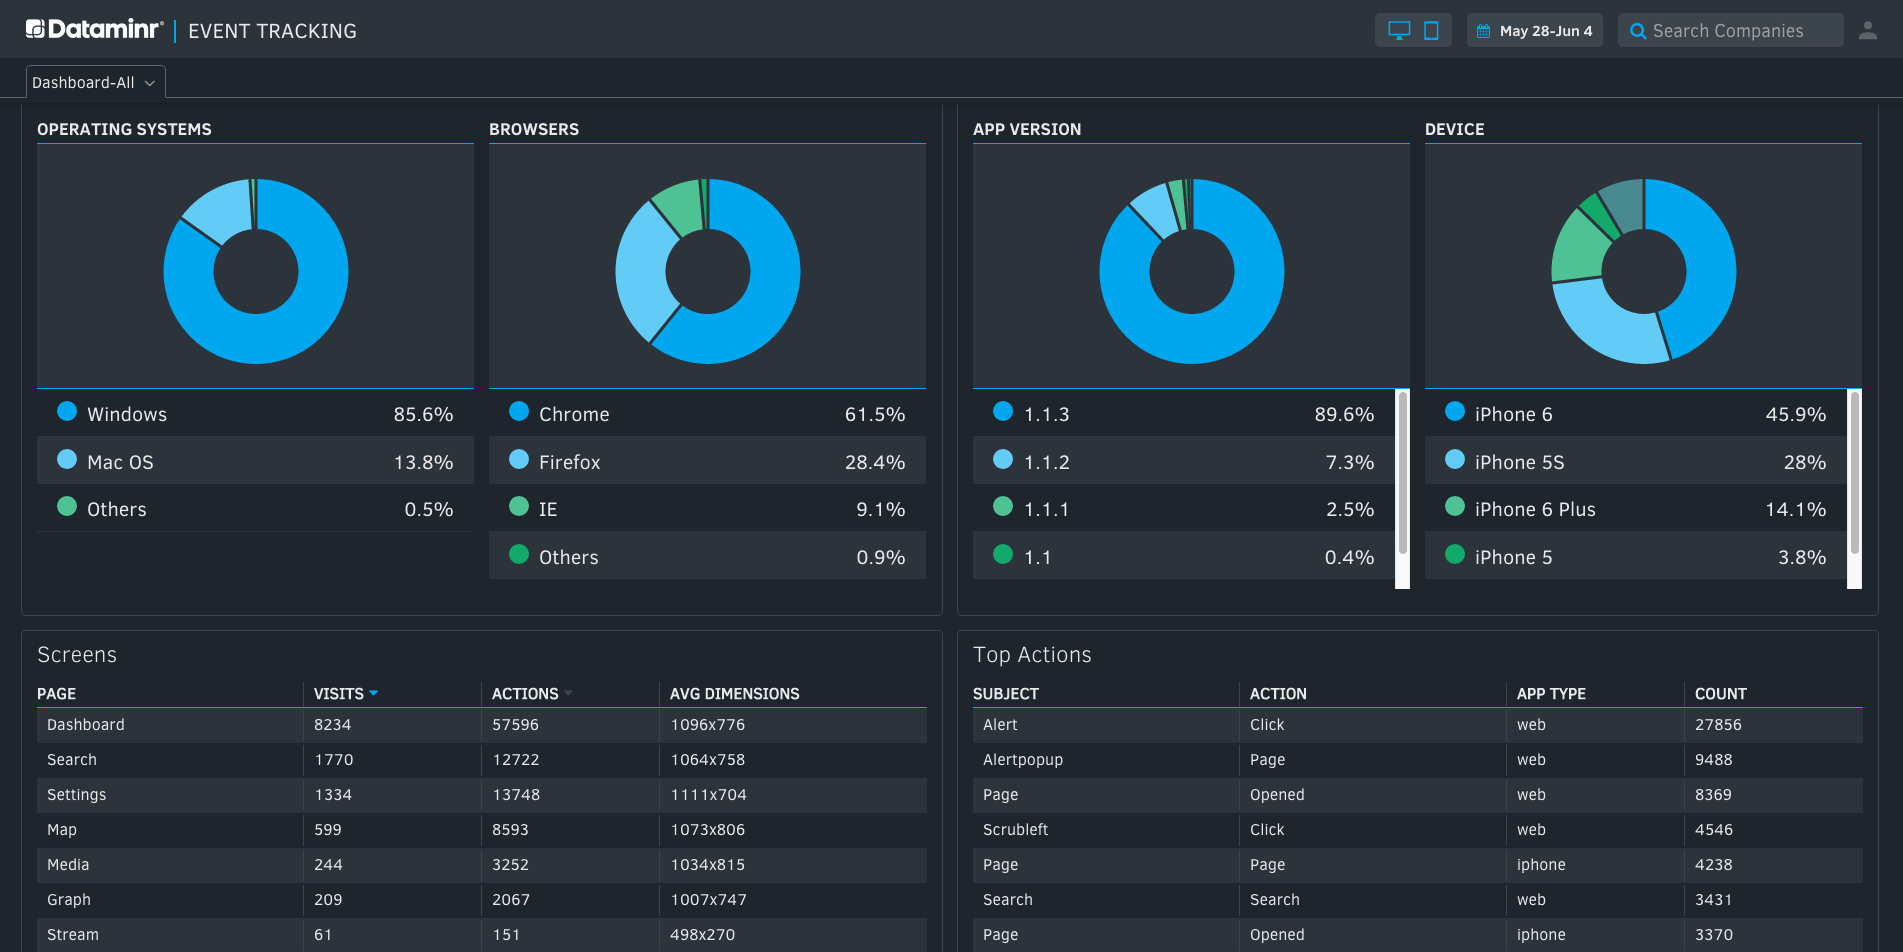 Dataminr EVENT TRACKING May 28-Jun 4 Search Companies
Dashboard-All
OPERATING SYSTEMS
Windows 85.6%
Mac OS 13.8%
Others 0.5%
BROWSERS
Chrome 61.5%
Firefox 28.4%
IE 9.1%
Others 0.9%
APP VERSION
1.1.3 89.6%
1.1.2 7.3%
1.1.1 2.5%
1.1 0.4%
DEVICE
iPhone 6 45.9%
iPhone 5S 28%
iPhone 6 Plus 14.1%
iPhone 5 3.8%
Screens
PAGE VISITS ACTIONS AVG DIMENSIONS
Dashboard 8234 57596 1096x776
Search 1770 12722 1064x758
Settings 1334 13748 1111x704
Map 599 8593 1073x806
Media 244 3252 1034x815
Graph 209 2067 1007x747
Stream 61 151 498x270
Top Actions
SUBJECT ACTION APP TYPE COUNT
Alert Click web 27856
Alertpopup Page web 9488
Page Opened web 8369
Scrubleft Click web 4546
Page Page iphone 4238
Search Search web 3431
Page Opened iphone 3370